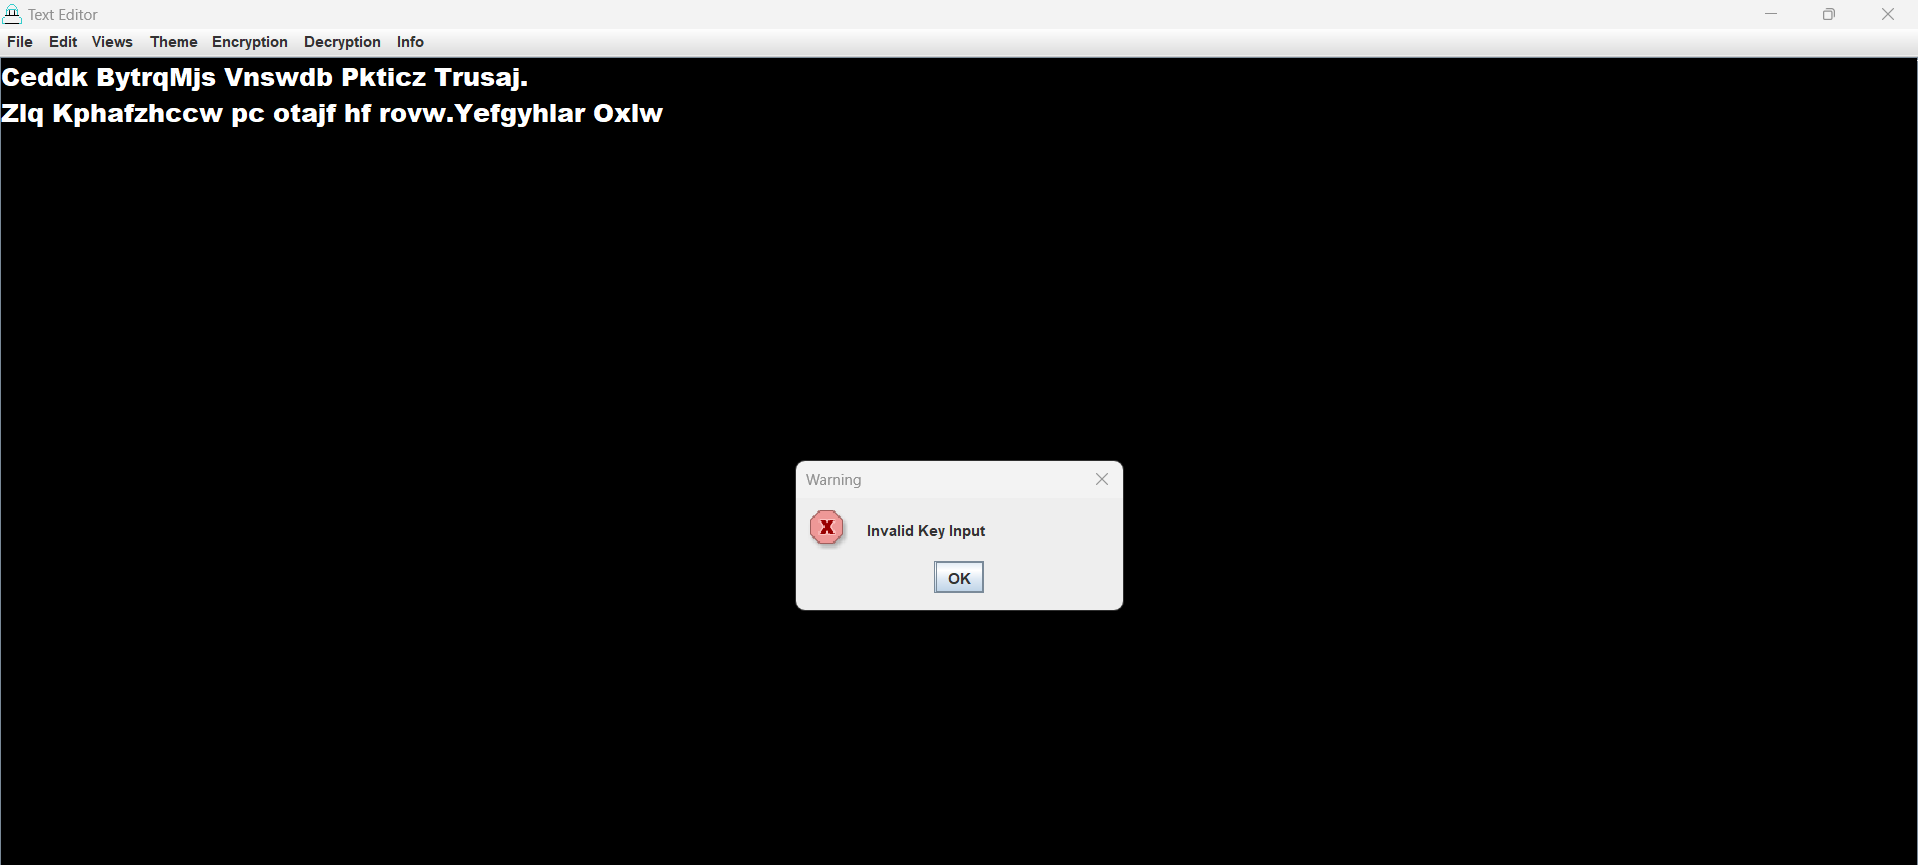 Text Editor
File Edit Views Theme Encryption Decryption Info
Ceddk BytrqMjs Vnswdb Pkticz Trusaj.
Zlq Kphafzhccw pc otajf hf rovw.Yefgyhlar Oxlw
Warning
X
Invalid Key Input
OK